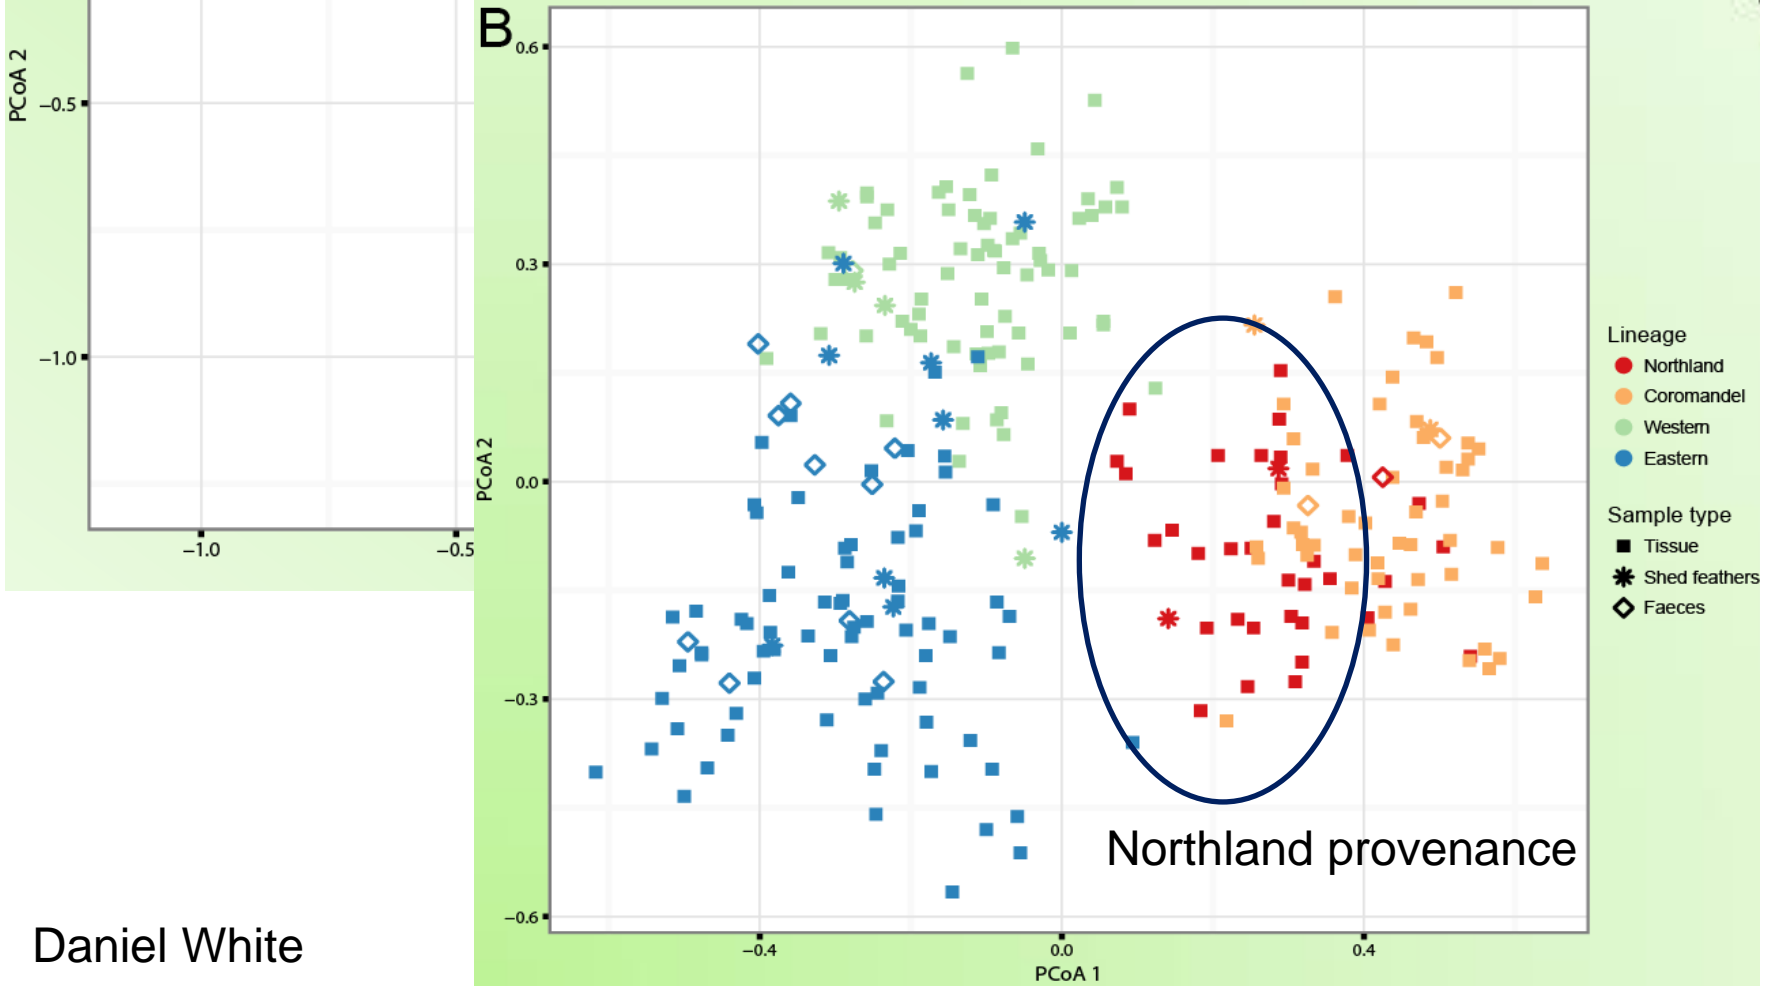 PCoA 2
−0.5
−1.0
−1.0
−0.5
B
0.6
0.3
0.0
−0.3
−0.6
PCoA 2
−0.4
0.0
0.4
PCoA 1
Northland provenance
Lineage
Northland
Coromandel
Western
Eastern
Sample type
Tissue
Shed feathers
Faeces
Daniel White